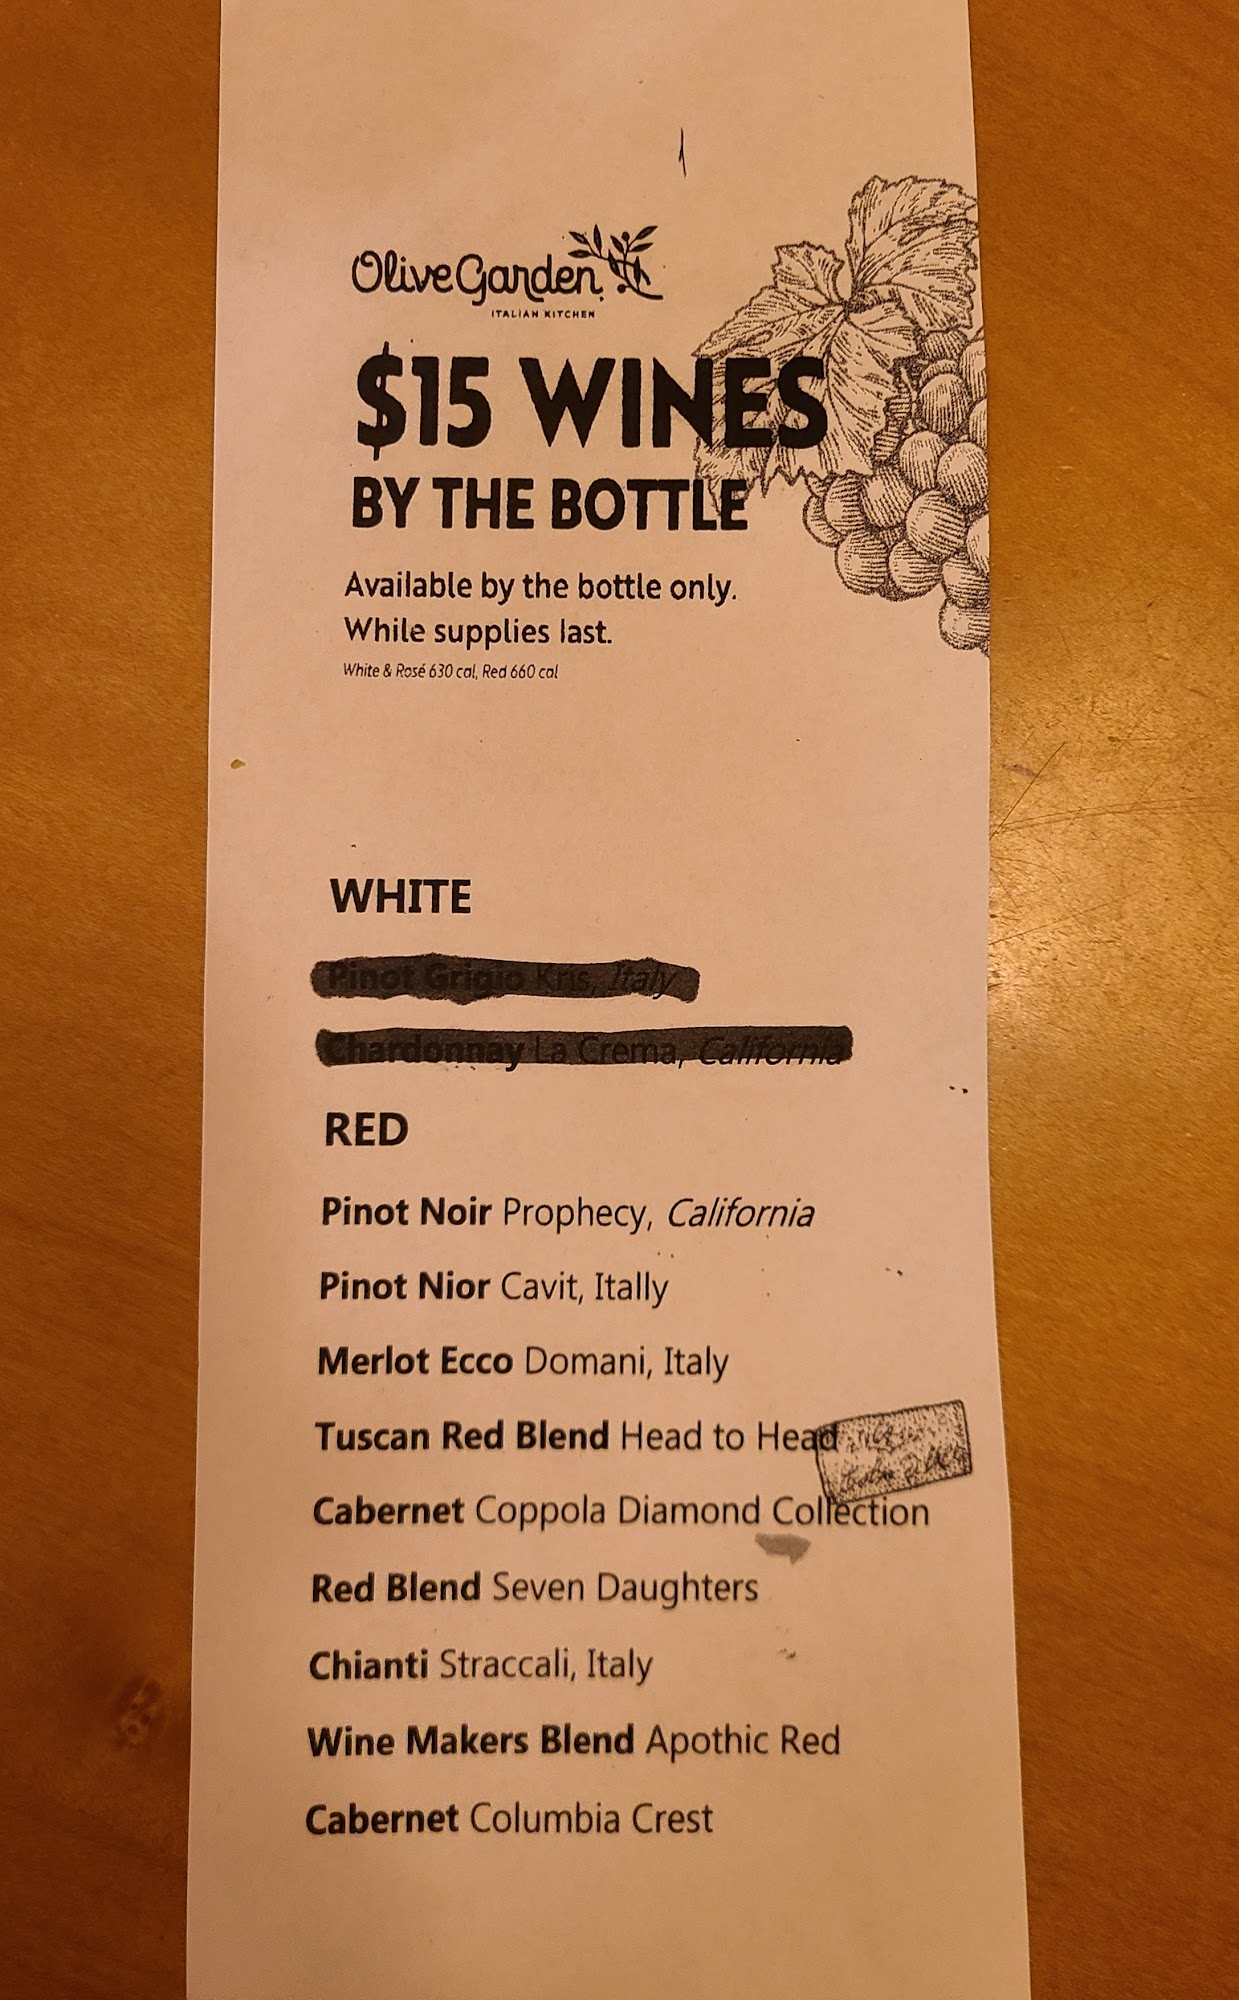 Olive Garden
ITALIAN KITCHEN
$15 WINES
BY THE BOTTLE
Available by the bottle only.
While supplies last.
White & Rosé 630 cal, Red 660 cal
WHITE
Pinot Grigio Kris, Italy
Chardonnay La Crema, California
RED
Pinot Noir Prophecy, California
Pinot Nior Cavit, Itally
Merlot Ecco Domani, Italy
Tuscan Red Blend Head to Head
Cabernet Coppola Diamond Collection
Red Blend Seven Daughters
Chianti Straccali, Italy
Wine Makers Blend Apothic Red
Cabernet Columbia Crest